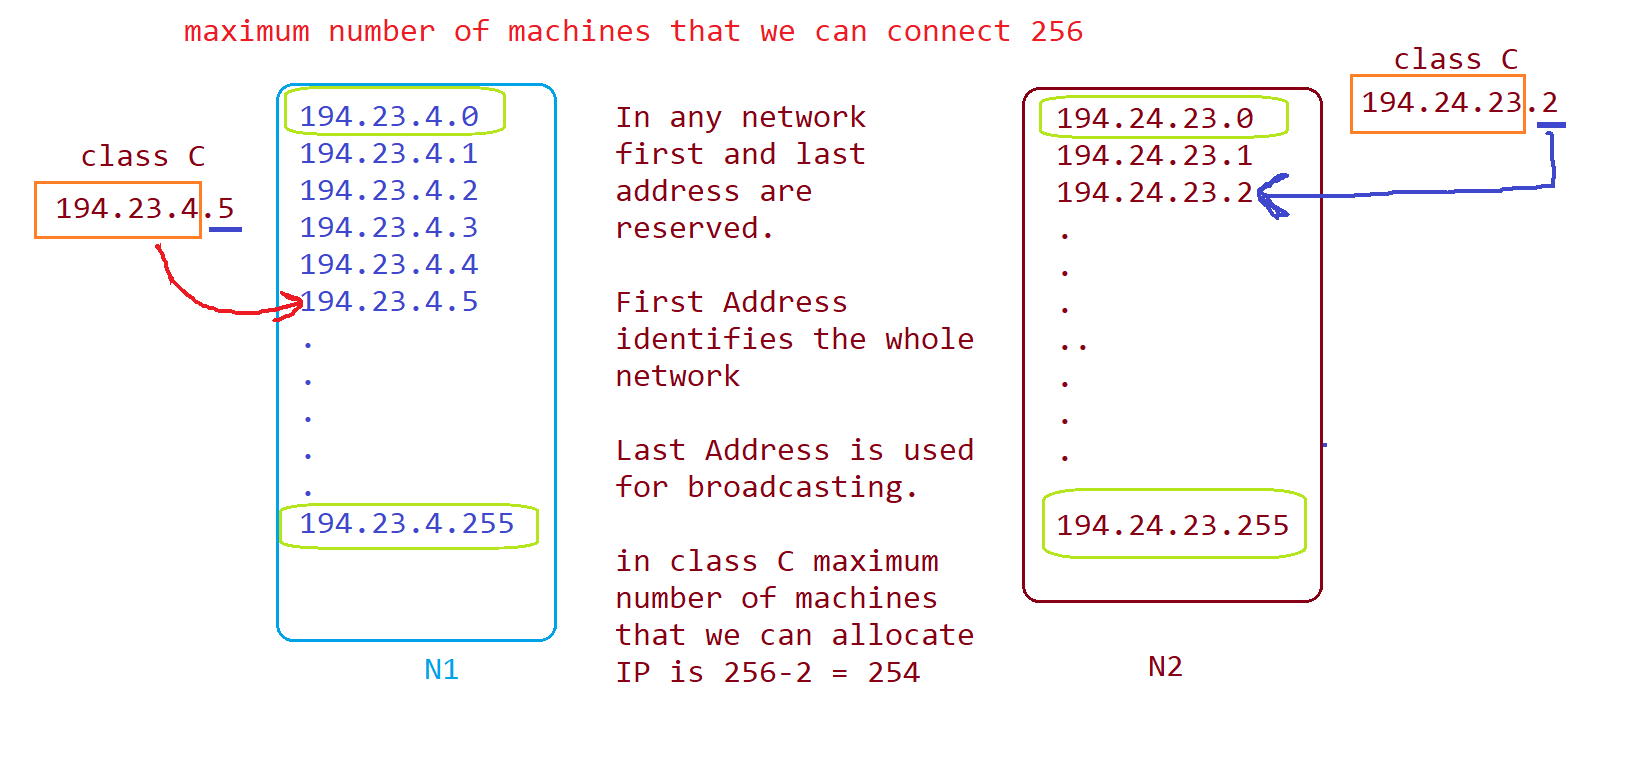 maximum number of machines that we can connect 256
class C
194.23.4.5
194.23.4.0
194.23.4.1
194.23.4.2
194.23.4.3
194.23.4.4
194.23.4.5
.
.
.
.
.
194.23.4.255
N1
In any network
first and last
address are
reserved.
First Address
identifies the whole
network
Last Address is used
for broadcasting.
in class C maximum
number of machines
that we can allocate
IP is 256-2 = 254
194.24.23.0
194.24.23.1
194.24.23.2
.
.
.
..
.
.
.
194.24.23.255
N2
class C
194.24.23.2